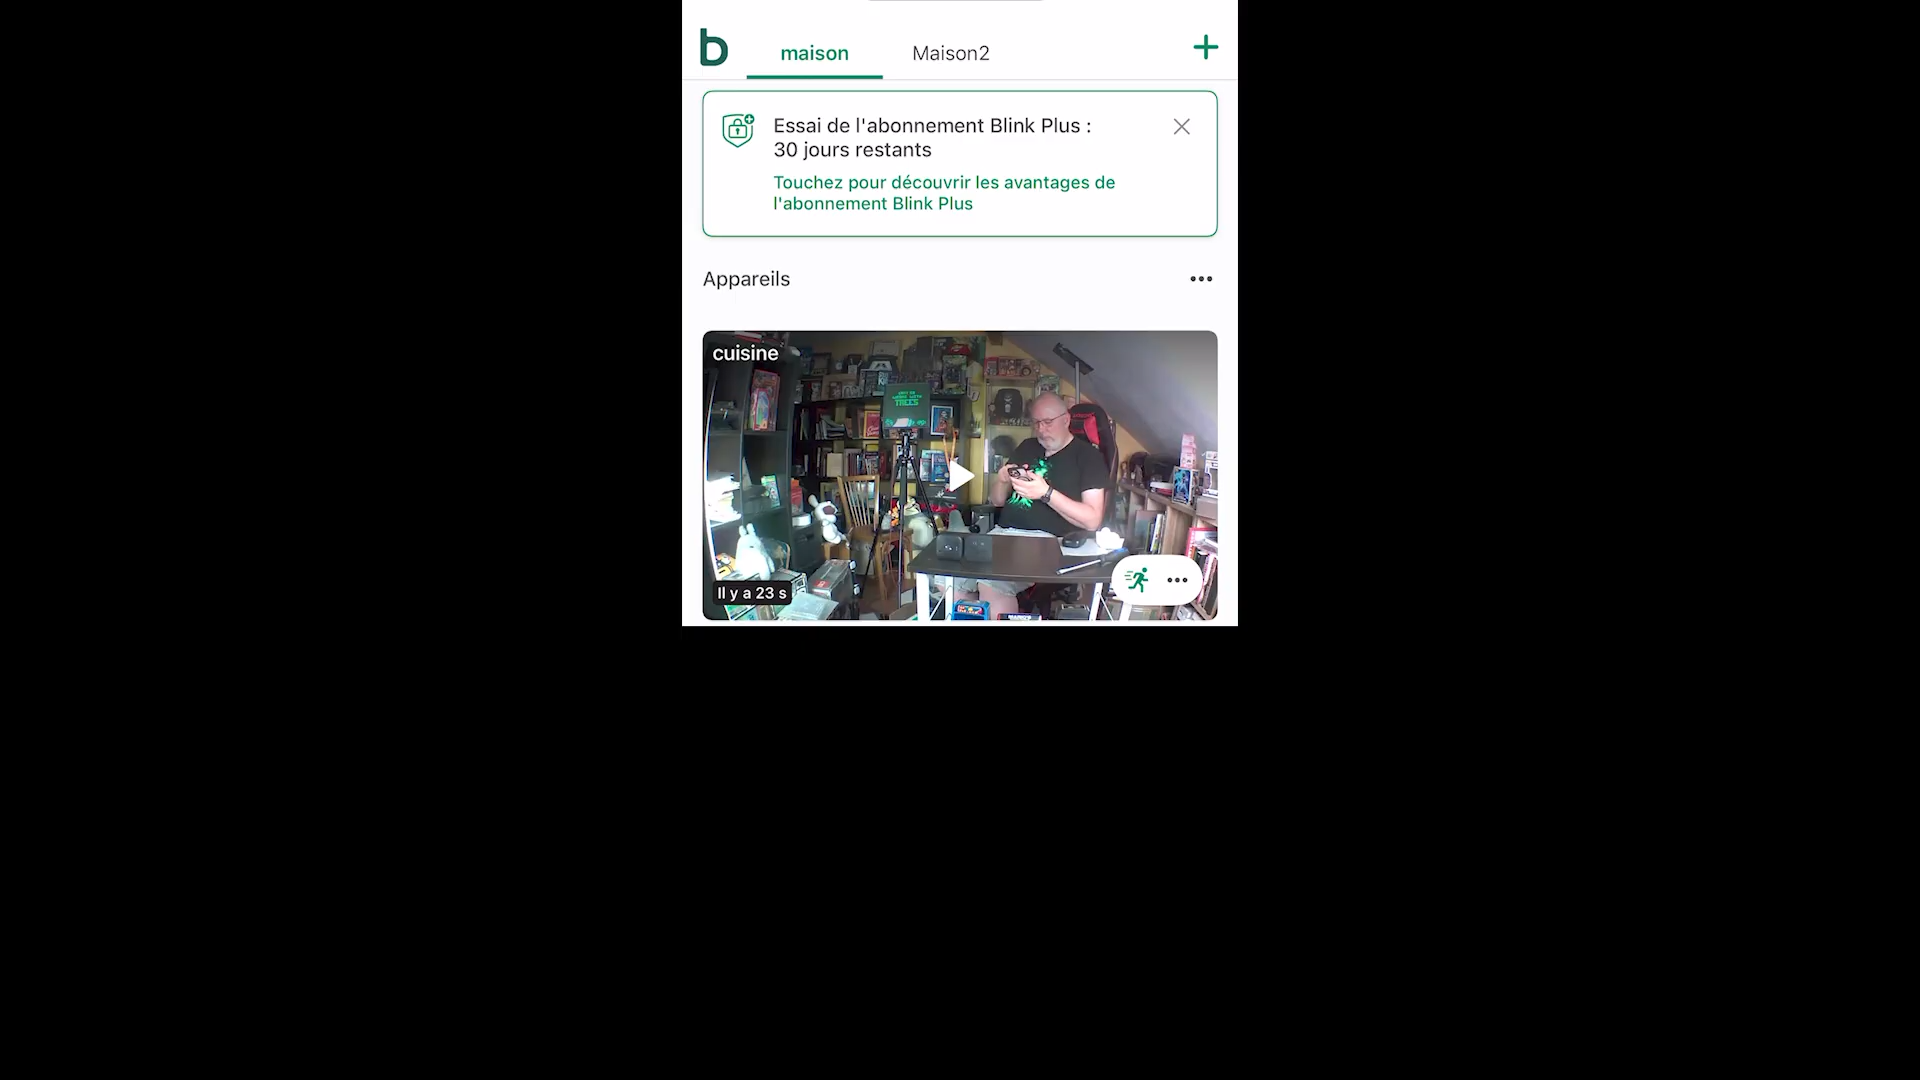 b
maison
Maison2
Essai de l'abonnement Blink Plus :
30 jours restants
Touchez pour découvrir les avantages de
l'abonnement Blink Plus
Appareils
cuisine
TREES
Il y a 23 s